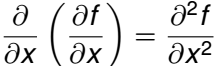 ∂/∂x (∂f/∂x) = ∂²f/∂x²